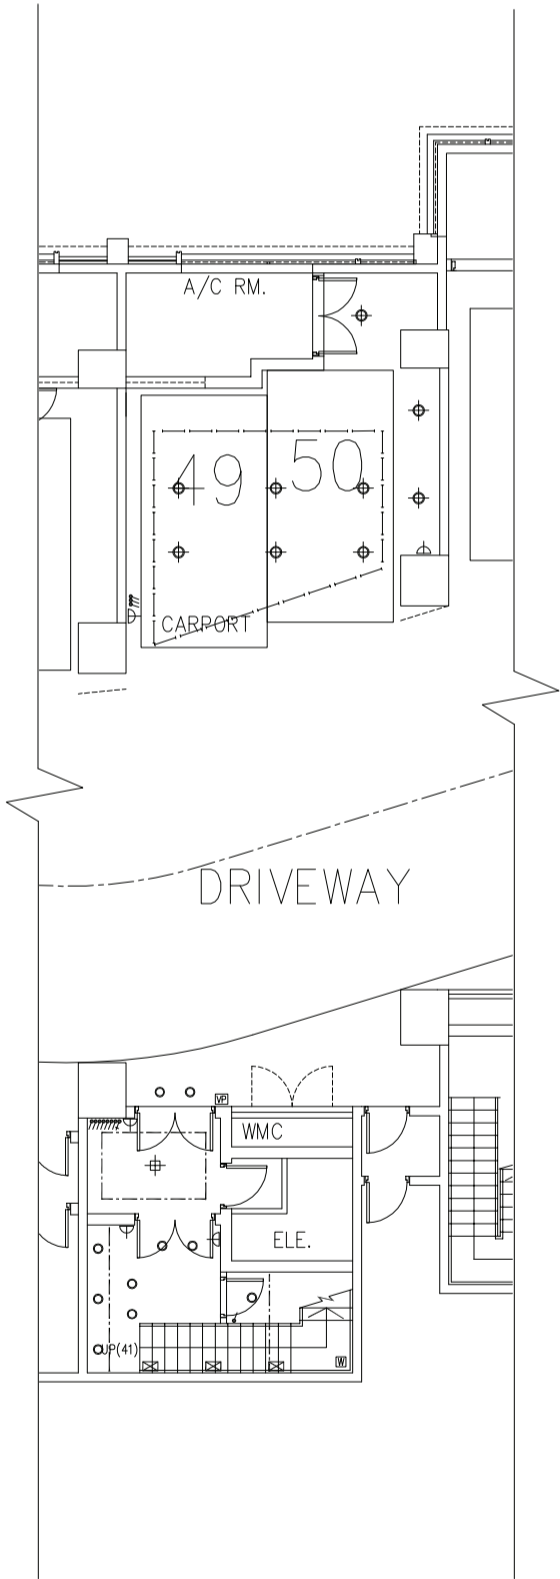 A/C RM.
49
50
CARPORT
DRIVEWAY
VP
WMC
ELE.
UP(41)
W